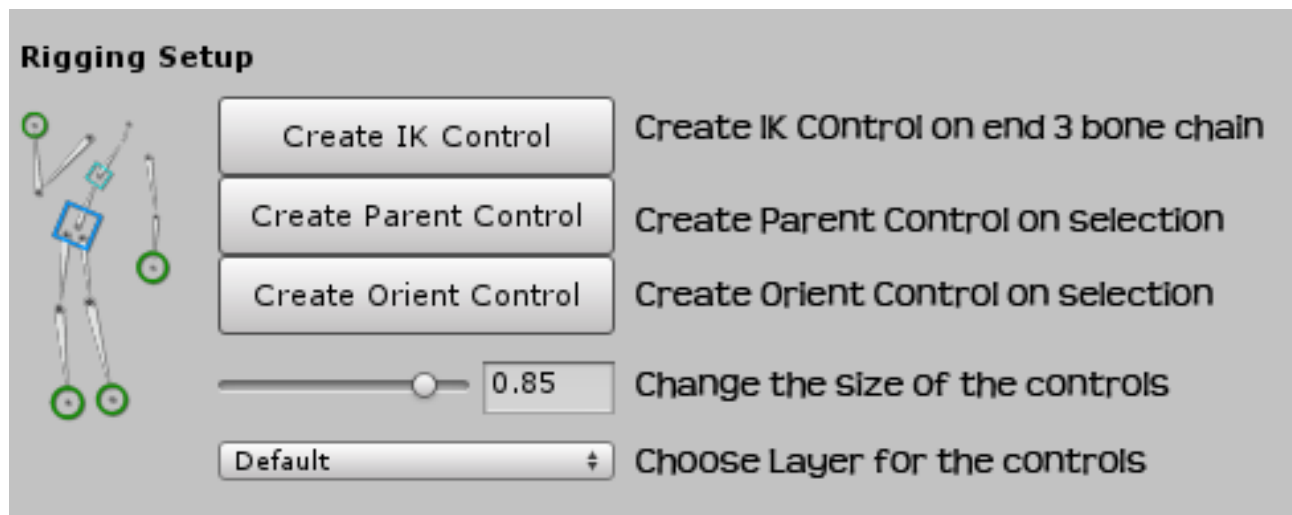 Rigging Setup
Create IK Control
Create IK COntrol on end 3 bone chain
Create Parent Control
Create Parent Control on selection
Create Orient Control
Create Orient Control on selection
0.85
Change the size of the controls
Default
Choose Layer for the controls